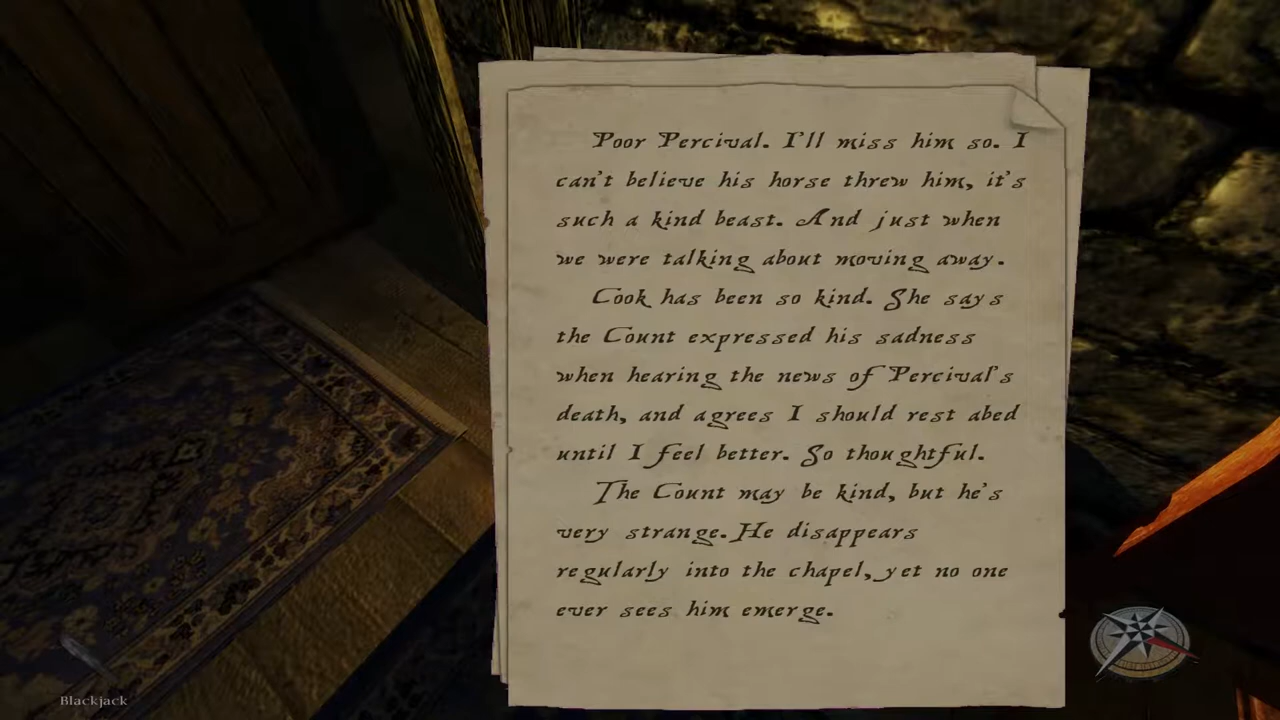 Poor Percival. I'll miss him so. I
can't believe his horse threw him, it's
such a kind beast. And just when
we were talking about moving away.
Cook has been so kind. She says
the Count expressed his sadness
when hearing the news of Percival's
death, and agrees I should rest abed
until I feel better. So thoughtful.
The Count may be kind, but he's
very strange. He disappears
regularly into the chapel, yet no one
ever sees him emerge.
Blackjack